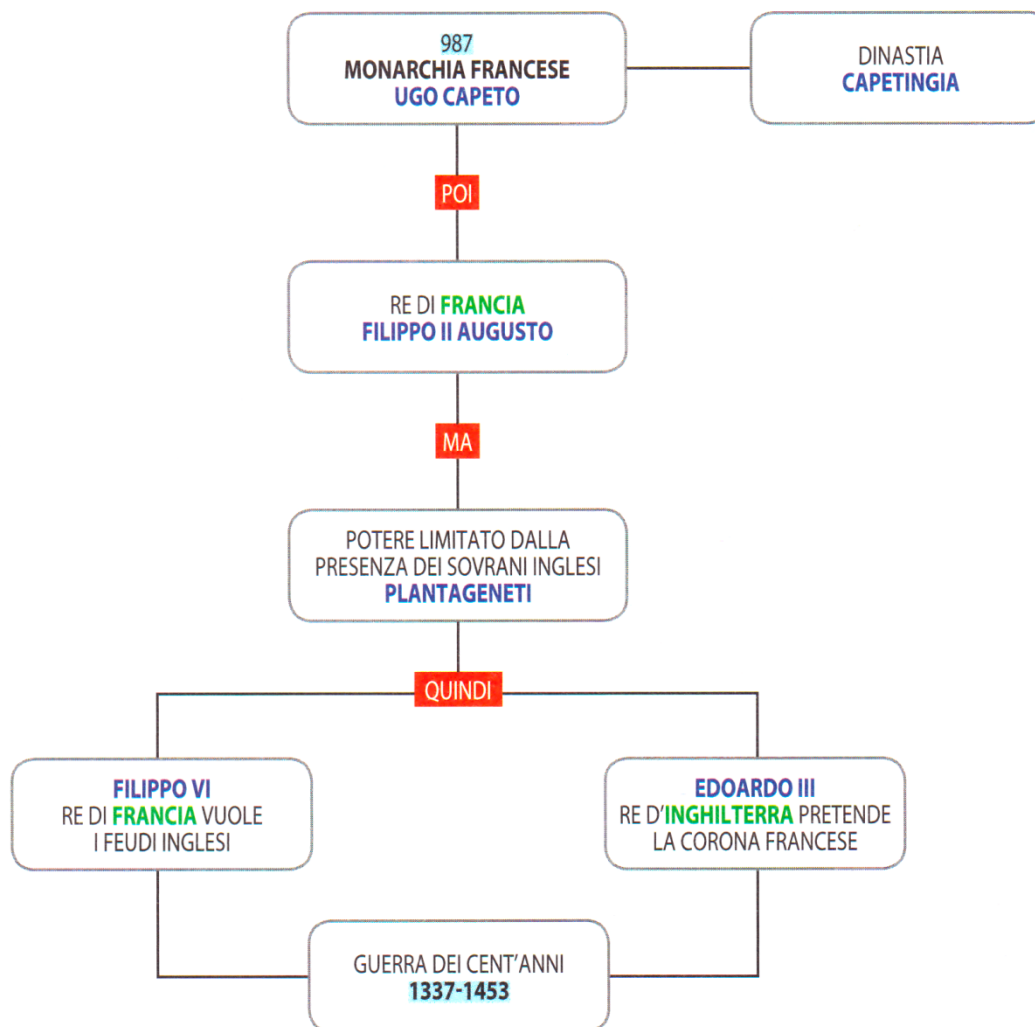 987
MONARCHIA FRANCESE
UGO CAPETO
DINASTIA
CAPETINGIA
POI
RE DI FRANCIA
FILIPPO II AUGUSTO
MA
POTERE LIMITATO DALLA
PRESENZA DEI SOVRANI INGLESI
PLANTAGENETI
QUINDI
FILIPPO VI
RE DI FRANCIA VUOLE
I FEUDI INGLESI
EDOARDO III
RE D'INGHILTERRA PRETENDE
LA CORONA FRANCESE
GUERRA DEI CENT'ANNI
1337-1453